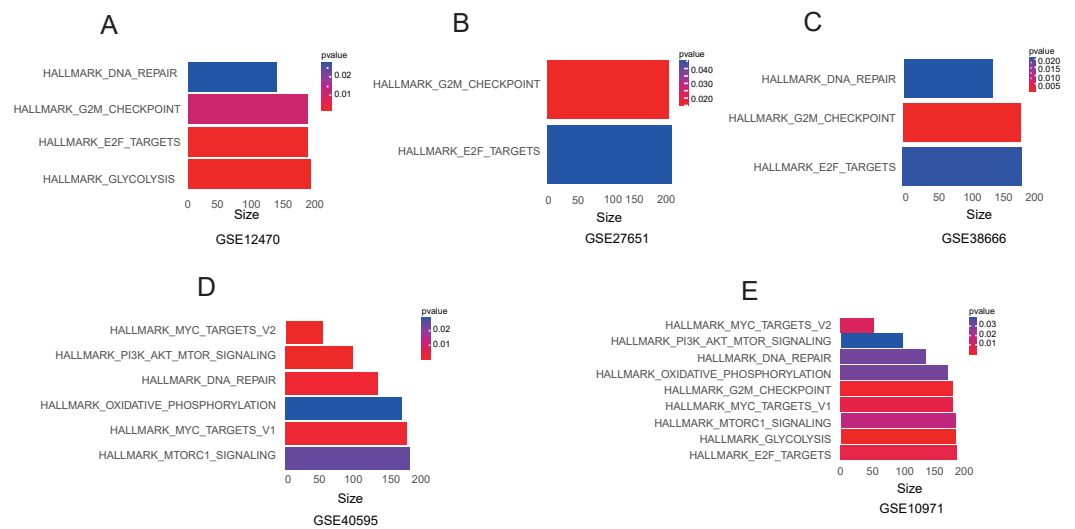 A
pvalue
0.02
0.01
HALLMARK_DNA_REPAIR
HALLMARK_G2M_CHECKPOINT
HALLMARK_E2F_TARGETS
HALLMARK_GLYCOLYSIS
0 50 100 150 200
Size
GSE12470
B
pvalue
0.040
0.030
0.020
HALLMARK_G2M_CHECKPOINT
HALLMARK_E2F_TARGETS
0 50 100 150 200
Size
GSE27651
C
pvalue
0.020
0.015
0.010
0.005
HALLMARK_DNA_REPAIR
HALLMARK_G2M_CHECKPOINT
HALLMARK_E2F_TARGETS
0 50 100 150 200
Size
GSE38666
D
pvalue
0.02
0.01
HALLMARK_MYC_TARGETS_V2
HALLMARK_PI3K_AKT_MTOR_SIGNALING
HALLMARK_DNA_REPAIR
HALLMARK_OXIDATIVE_PHOSPHORYLATION
HALLMARK_MYC_TARGETS_V1
HALLMARK_MTORC1_SIGNALING
0 50 100 150 200
Size
GSE40595
E
pvalue
0.03
0.02
0.01
HALLMARK_MYC_TARGETS_V2
HALLMARK_PI3K_AKT_MTOR_SIGNALING
HALLMARK_DNA_REPAIR
HALLMARK_OXIDATIVE_PHOSPHORYLATION
HALLMARK_G2M_CHECKPOINT
HALLMARK_MYC_TARGETS_V1
HALLMARK_MTORC1_SIGNALING
HALLMARK_GLYCOLYSIS
HALLMARK_E2F_TARGETS
0 50 100 150 200
Size
GSE10971